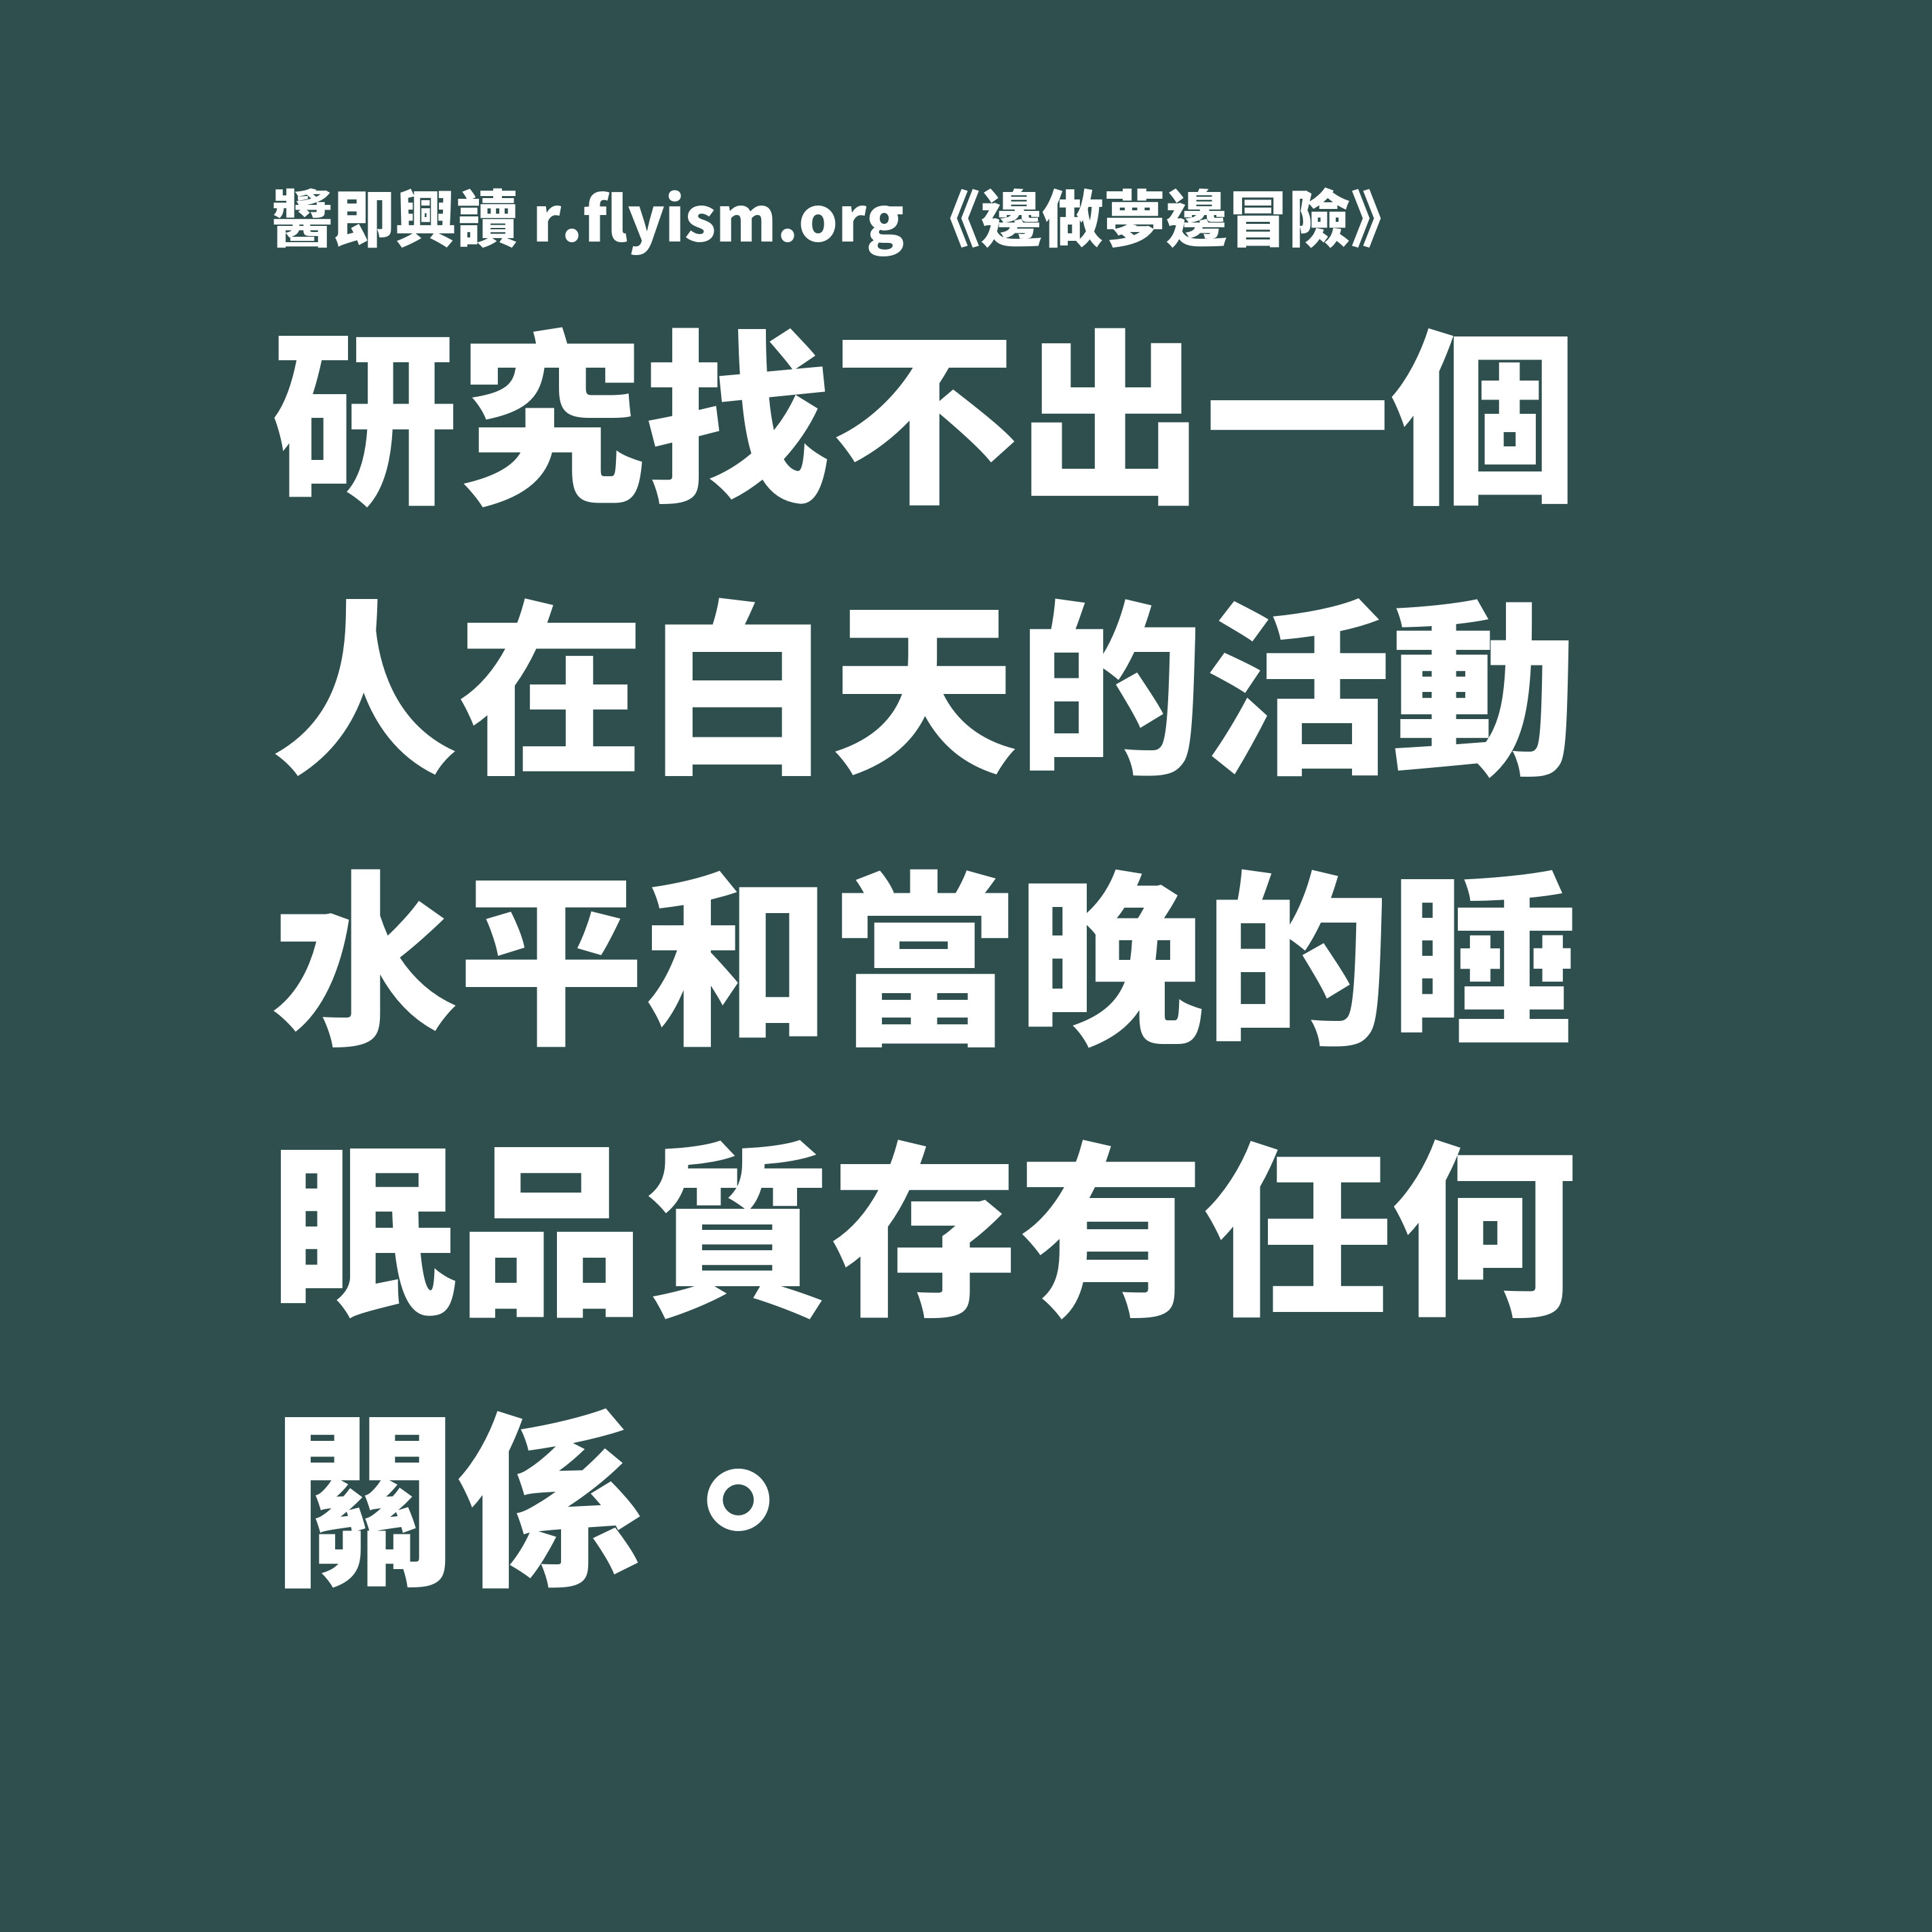 翳即閱讀 r.flyism.org 《邊做夢邊冒險》
研究找不出一個
人在白天的活動
水平和當晚的睡
眠品質存有任何
關係。